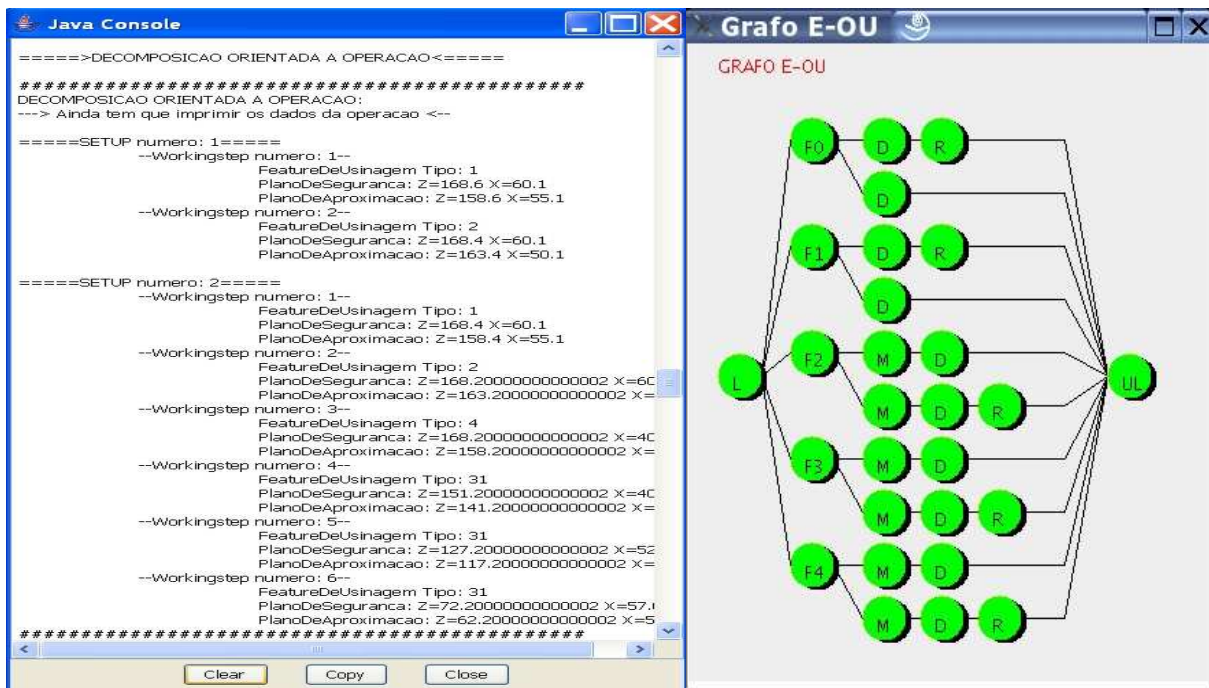 Java Console
=====>DECOMPOSICAO ORIENTADA A OPERACAO<=====
##############################################
DECOMPOSICAO ORIENTADA A OPERACAO:
---> Ainda tem que imprimir os dados da operacao <--
=====SETUP numero: 1=====
--Workingstep numero: 1--
FeatureDeUsinagem Tipo: 1
PlanoDeSeguranca: Z=168.6 X=60.1
PlanoDeAproximacao: Z=158.6 X=55.1
--Workingstep numero: 2--
FeatureDeUsinagem Tipo: 2
PlanoDeSeguranca: Z=168.4 X=60.1
PlanoDeAproximacao: Z=163.4 X=50.1
=====SETUP numero: 2=====
--Workingstep numero: 1--
FeatureDeUsinagem Tipo: 1
PlanoDeSeguranca: Z=168.4 X=60.1
PlanoDeAproximacao: Z=158.4 X=55.1
--Workingstep numero: 2--
FeatureDeUsinagem Tipo: 2
PlanoDeSeguranca: Z=168.20000000000002 X=60
PlanoDeAproximacao: Z=163.20000000000002 X=
--Workingstep numero: 3--
FeatureDeUsinagem Tipo: 4
PlanoDeSeguranca: Z=168.20000000000002 X=40
PlanoDeAproximacao: Z=158.20000000000002 X=
--Workingstep numero: 4--
FeatureDeUsinagem Tipo: 31
PlanoDeSeguranca: Z=151.20000000000002 X=40
PlanoDeAproximacao: Z=141.20000000000002 X=
--Workingstep numero: 5--
FeatureDeUsinagem Tipo: 31
PlanoDeSeguranca: Z=127.20000000000002 X=52
PlanoDeAproximacao: Z=117.20000000000002 X=
--Workingstep numero: 6--
FeatureDeUsinagem Tipo: 31
PlanoDeSeguranca: Z=72.20000000000002 X=57.
PlanoDeAproximacao: Z=62.20000000000002 X=5
##############################################
Clear Copy Close
Grafo E-OU
GRAFO E-OU
F0 D R
D
F1 D R
D
F2 M D
L UL
M D R
F3 M D
M D R
F4 M D
M D R